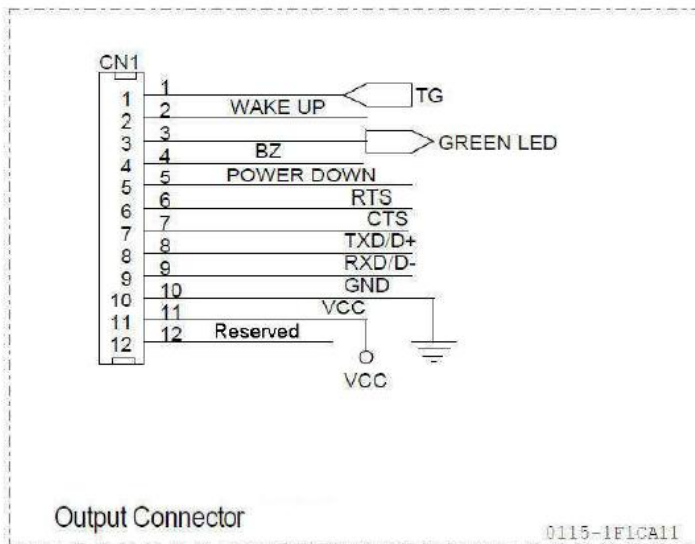 CN1
1 1 TG
2 2 WAKE UP
3 3 GREEN LED
4 4 BZ
5 5 POWER DOWN
6 6 RTS
7 7 CTS
8 8 TXD/D+
9 9 RXD/D-
10 10 GND
11 11 VCC
12 12 Reserved
VCC
Output Connector
0115-1F1CA11